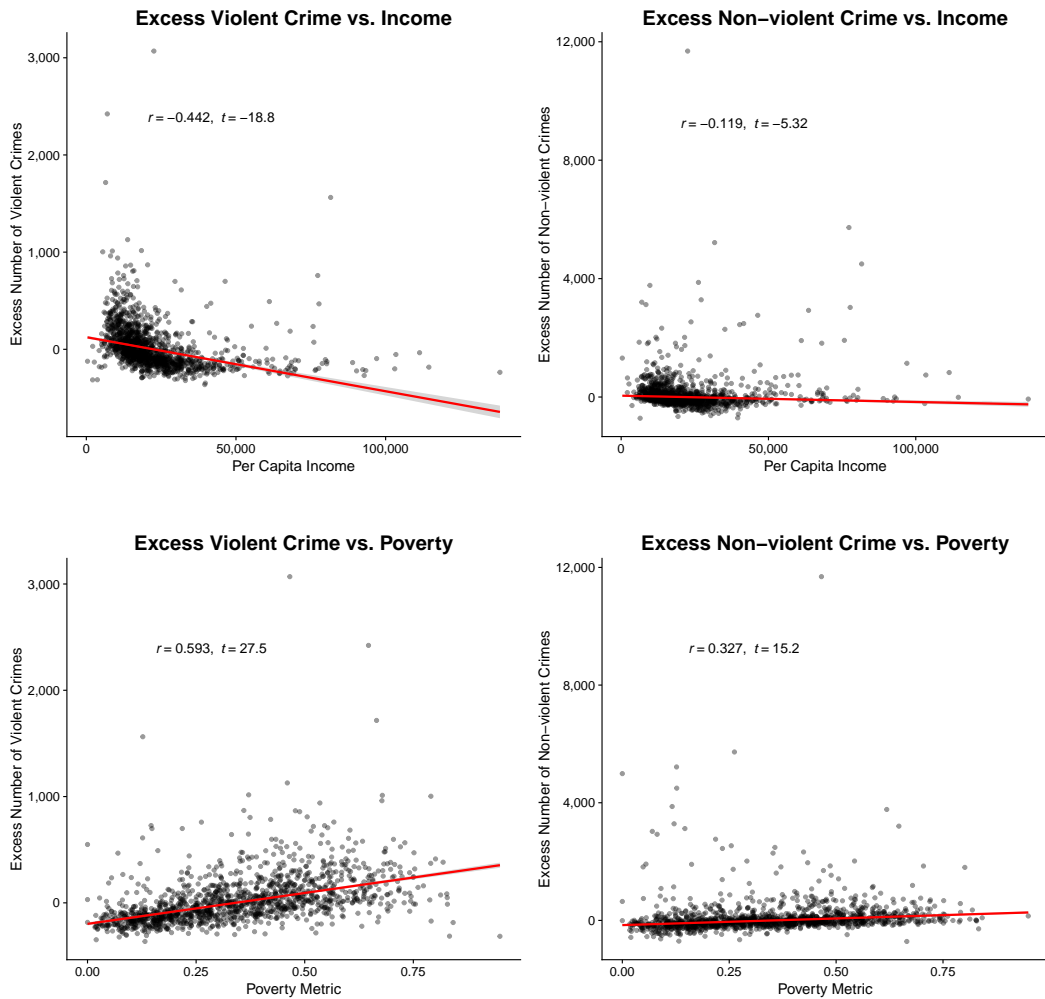 Excess Violent Crime vs. Income
3,000
2,000
1,000
0
Excess Number of Violent Crimes
r = −0.442, t = −18.8
0 50,000 100,000
Per Capita Income
Excess Non−violent Crime vs. Income
12,000
8,000
4,000
0
Excess Number of Non−violent Crimes
r = −0.119, t = −5.32
0 50,000 100,000
Per Capita Income
Excess Violent Crime vs. Poverty
3,000
2,000
1,000
0
Excess Number of Violent Crimes
r = 0.593, t = 27.5
0.00 0.25 0.50 0.75
Poverty Metric
Excess Non−violent Crime vs. Poverty
12,000
8,000
4,000
0
Excess Number of Non−violent Crimes
r = 0.327, t = 15.2
0.00 0.25 0.50 0.75
Poverty Metric